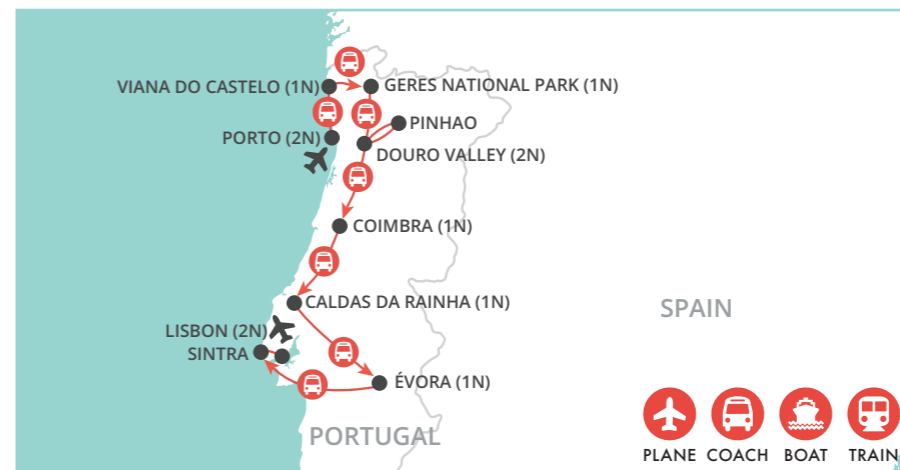 VIANA DO CASTELO (1N)
GERES NATIONAL PARK (1N)
PINHAO
PORTO (2N)
DOURO VALLEY (2N)
COIMBRA (1N)
CALDAS DA RAINHA (1N)
SPAIN
LISBON (2N)
SINTRA
ÉVORA (1N)
PORTUGAL
PLANE COACH BOAT TRAIN